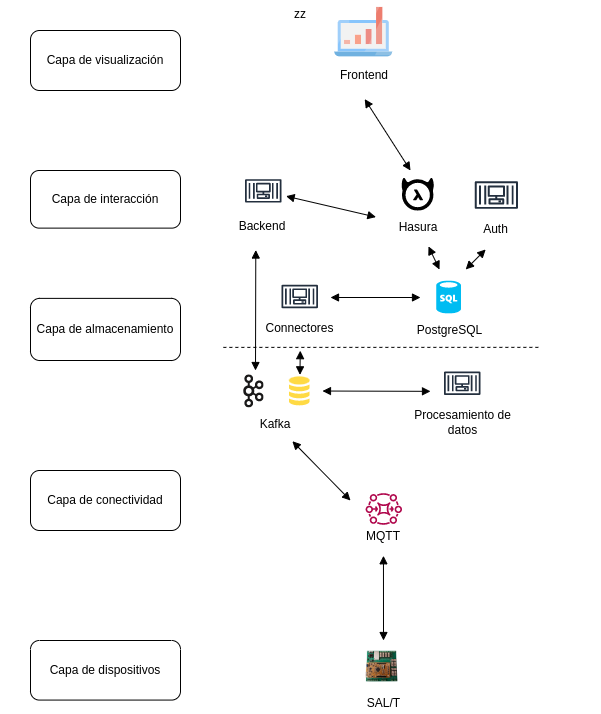 zz
Capa de visualización
Frontend
Capa de interacción
Backend
Hasura
Auth
SQL
Connectores
PostgreSQL
Capa de almacenamiento
Kafka
Procesamiento de
datos
Capa de conectividad
MQTT
Capa de dispositivos
SAL/T